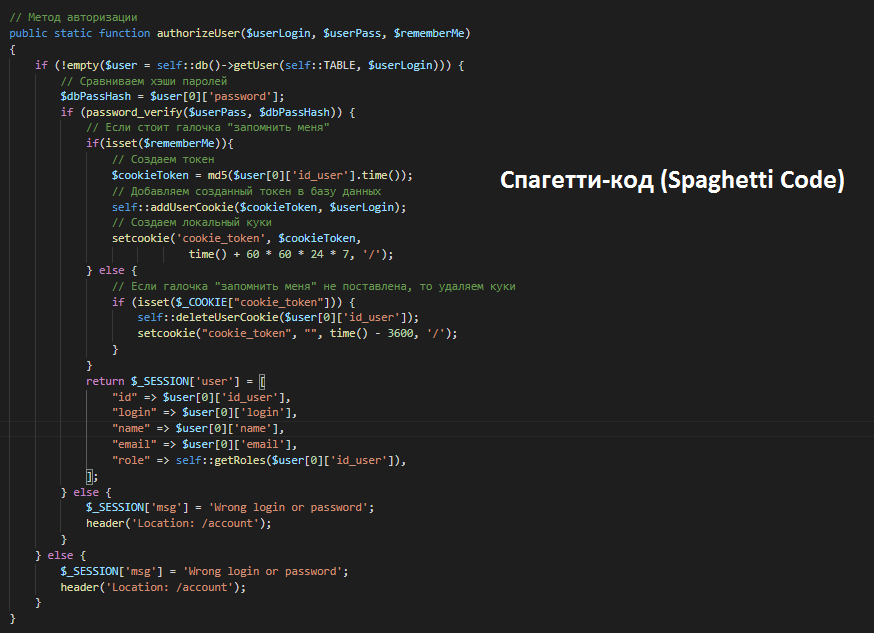 // Метод авторизации
public static function authorizeUser($userLogin, $userPass, $rememberMe)
{
    if (!empty($user = self::db()->getUser(self::TABLE, $userLogin))) {
        // Сравниваем хэши паролей
        $dbPassHash = $user[0]['password'];
        if (password_verify($userPass, $dbPassHash)) {
            // Если стоит галочка "запомнить меня"
            if(isset($rememberMe)){
                // Создаем токен
                $cookieToken = md5($user[0]['id_user'].time());
                // Добавляем созданный токен в базу данных
                self::addUserCookie($cookieToken, $userLogin);
                // Создаем локальный куки
                setcookie('cookie_token', $cookieToken,
                            time() + 60 * 60 * 24 * 7, '/');
            } else {
                // Если галочка "запомнить меня" не поставлена, то удаляем куки
                if (isset($_COOKIE["cookie_token"])) {
                    self::deleteUserCookie($user[0]['id_user']);
                    setcookie("cookie_token", "", time() - 3600, '/');
                }
            }
            return $_SESSION['user'] = [
                "id" => $user[0]['id_user'],
                "login" => $user[0]['login'],
                "name" => $user[0]['name'],
                "email" => $user[0]['email'],
                "role" => self::getRoles($user[0]['id_user']),
            ];
        } else {
            $_SESSION['msg'] = 'Wrong login or password';
            header('Location: /account');
        }
    } else {
        $_SESSION['msg'] = 'Wrong login or password';
        header('Location: /account');
    }
}
Спагетти-код (Spaghetti Code)